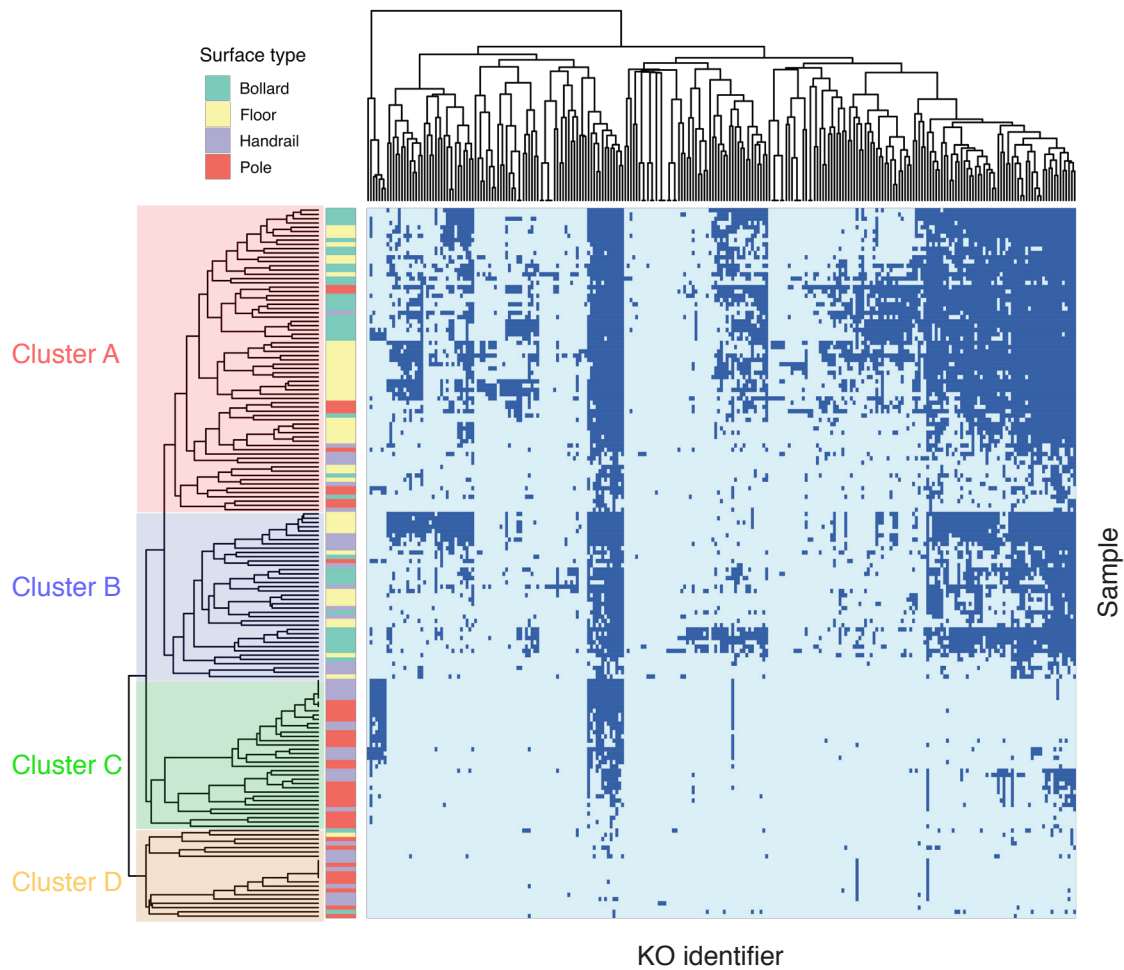 Surface type
Bollard
Floor
Handrail
Pole
Cluster A
Cluster B
Cluster C
Cluster D
Sample
KO identifier